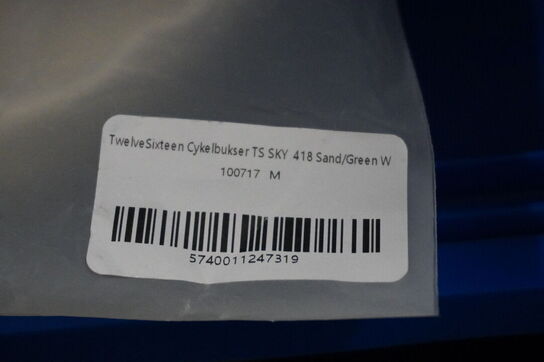 TwelveSixteen Cykelbukser TS SKY 418 Sand/Green W
100717 M
5740011247319